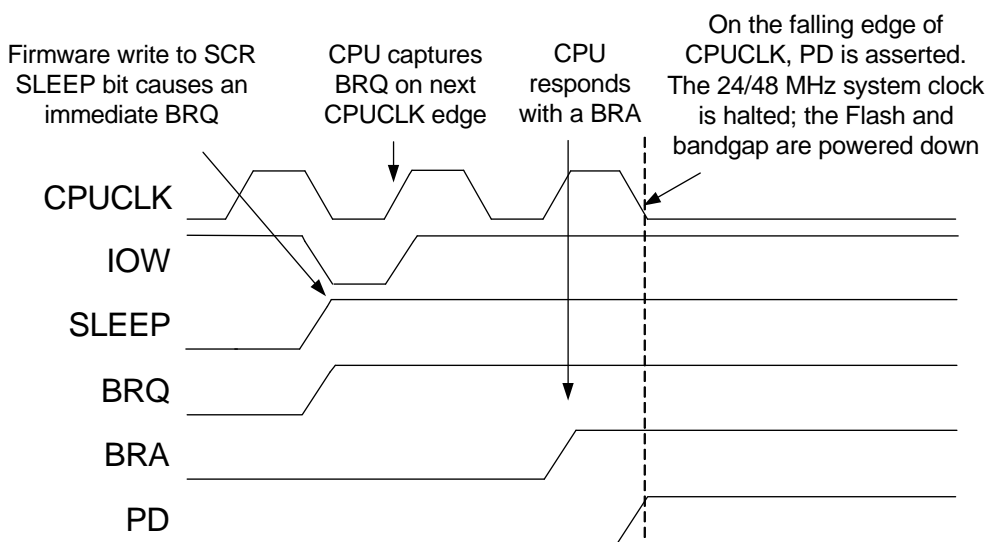 Firmware write to SCR
SLEEP bit causes an
immediate BRQ
CPU captures
BRQ on next
CPUCLK edge
CPU
responds
with a BRA
On the falling edge of
CPUCLK, PD is asserted.
The 24/48 MHz system clock
is halted; the Flash and
bandgap are powered down
CPUCLK
IOW
SLEEP
BRQ
BRA
PD